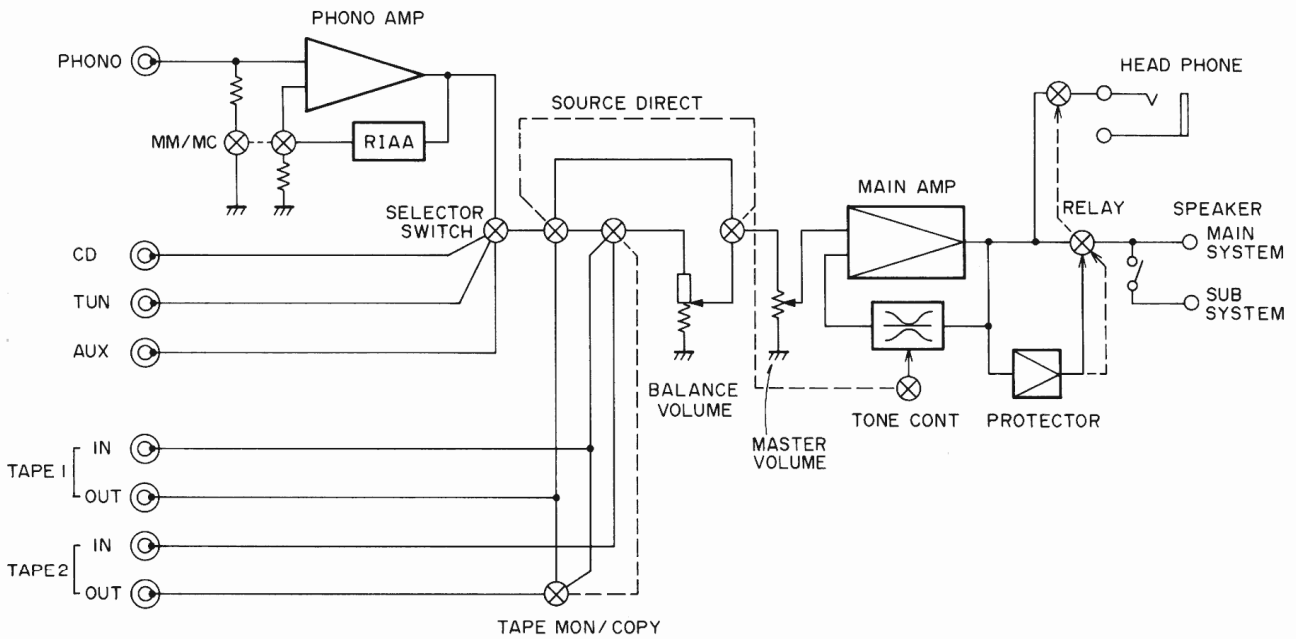 PHONO AMP
PHONO
MM/MC
RIAA
SOURCE DIRECT
HEAD PHONE
MAIN AMP
RELAY
SPEAKER
MAIN
SYSTEM
SUB
SYSTEM
SELECTOR
SWITCH
CD
TUN
AUX
BALANCE
VOLUME
MASTER
VOLUME
TONE CONT
PROTECTOR
TAPE 1
IN
OUT
TAPE2
IN
OUT
TAPE MON/COPY